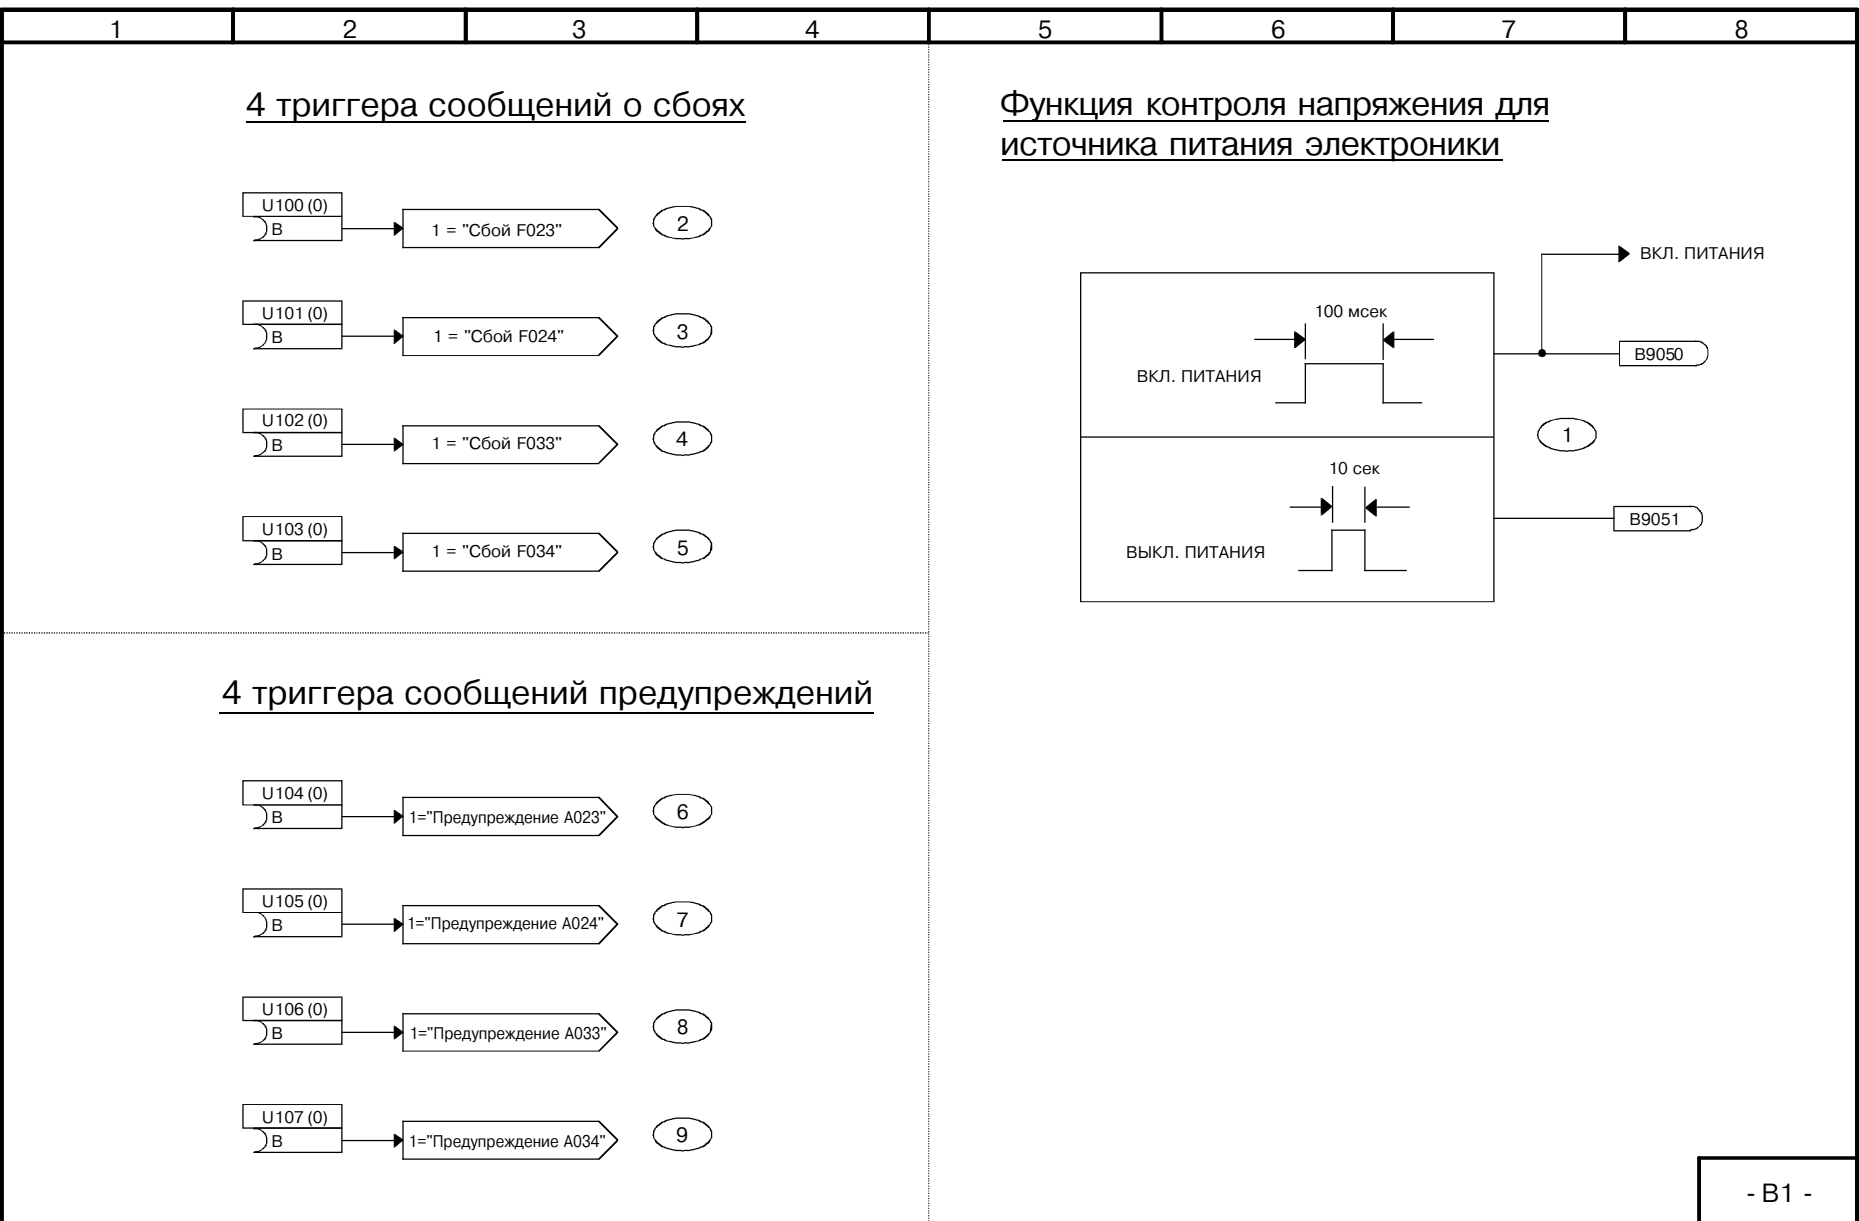 1 2 3 4 5 6 7 8
4 триггера сообщений о сбоях
U100 (0)
B
1 = "Сбой F023"
2
U101 (0)
B
1 = "Сбой F024"
3
U102 (0)
B
1 = "Сбой F033"
4
U103 (0)
B
1 = "Сбой F034"
5
4 триггера сообщений предупреждений
U104 (0)
B
1="Предупреждение A023"
6
U105 (0)
B
1="Предупреждение A024"
7
U106 (0)
B
1="Предупреждение A033"
8
U107 (0)
B
1="Предупреждение A034"
9
Функция контроля напряжения для
источника питания электроники
ВКЛ. ПИТАНИЯ
100 мсек
ВКЛ. ПИТАНИЯ
B9050
1
10 сек
ВЫКЛ. ПИТАНИЯ
B9051
- B1 -